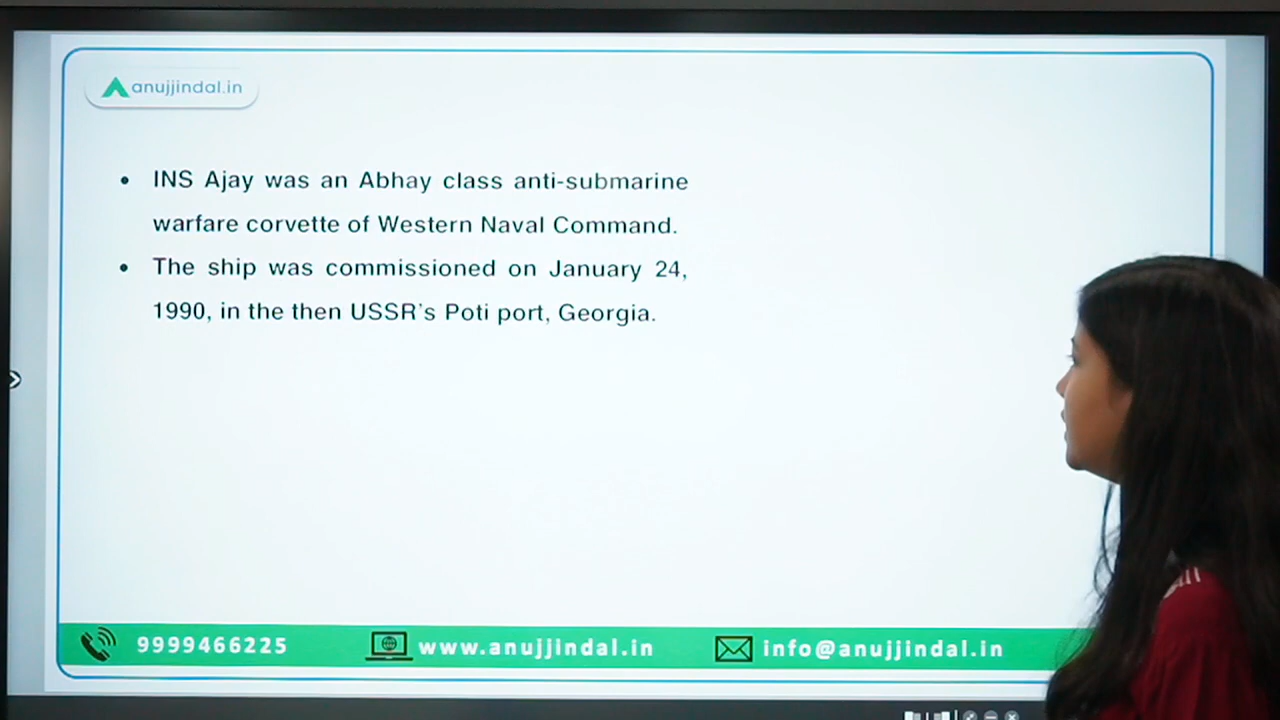 anujjindal.in
• INS Ajay was an Abhay class anti-submarine
warfare corvette of Western Naval Command.
• The ship was commissioned on January 24,
1990, in the then USSR's Poti port, Georgia.
9999466225 www.anujjindal.in info@anujjindal.in